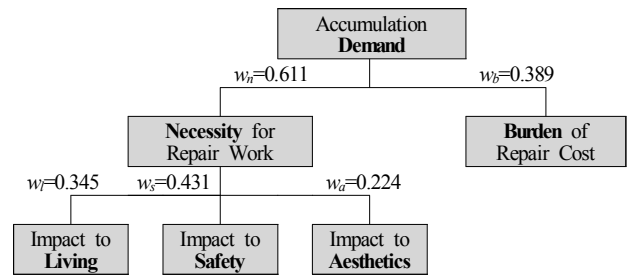 Accumulation
Demand
wn=0.611
wb=0.389
Necessity for
Repair Work
Burden of
Repair Cost
wl=0.345
ws=0.431
wa=0.224
Impact to
Living
Impact to
Safety
Impact to
Aesthetics